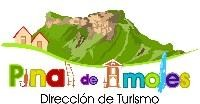 Pinal de Amoles
Dirección de Turismo